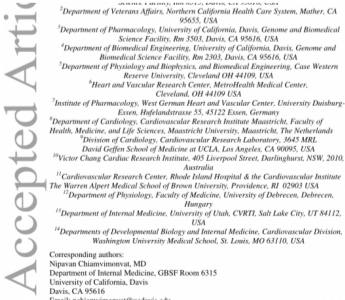 ²Department of Veterans Affairs, Northern California Health Care System, Mather, CA
95655, USA
³Department of Pharmacology, University of California, Davis, Genome and Biomedical
Science Facility, Rm 3503, Davis, CA 95616, USA
⁴Department of Biomedical Engineering, University of California, Davis, Genome and
Biomedical Science Facility, Rm 2303, Davis, CA 95616, USA
⁵Department of Physiology and Biophysics, and Biomedical Engineering, Case Western
Reserve University, Cleveland OH 44109, USA
⁶Heart and Vascular Research Center, MetroHealth Medical Center,
Cleveland, OH 44109 USA
⁷Institute of Pharmacology, West German Heart and Vascular Center, University Duisburg-
Essen, Hufelandstrasse 55, 45122 Essen, Germany
⁸Department of Cardiology, Cardiovascular Research Institute Maastricht, Faculty of
Health, Medicine, and Life Sciences, Maastricht University, Maastricht, The Netherlands
⁹Division of Cardiology, Cardiovascular Research Laboratory, 3645 MRL
David Geffen School of Medicine at UCLA, Los Angeles, CA 90095, USA
¹⁰Victor Chang Cardiac Research Institute, 405 Liverpool Street, Darlinghurst, NSW, 2010,
Australia
¹¹Cardiovascular Research Center, Rhode Island Hospital & the Cardiovascular Institute
The Warren Alpert Medical School of Brown University, Providence, RI 02903 USA
¹²Department of Physiology, Faculty of Medicine, University of Debrecen, Debrecen,
Hungary
¹³Department of Internal Medicine, University of Utah, CVRTI, Salt Lake City, UT 84112,
USA
¹⁴Departments of Developmental Biology and Internal Medicine, Cardiovascular Division,
Washington University Medical School, St. Louis, MO 63110, USA
Corresponding authors:
Nipavan Chiamvimonvat, MD
Department of Internal Medicine, GBSF Room 6315
University of California, Davis
Davis, CA 95616
Accepted Artic